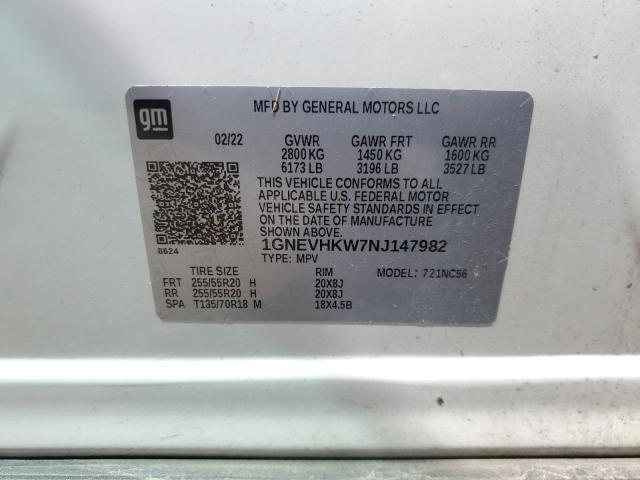 gm
MFD BY GENERAL MOTORS LLC
02/22 GVWR GAWR FRT GAWR RR
2800 KG 1450 KG 1600 KG
6173 LB 3196 LB 3527 LB
THIS VEHICLE CONFORMS TO ALL
APPLICABLE U.S. FEDERAL MOTOR
VEHICLE SAFETY STANDARDS IN EFFECT
ON THE DATE OF MANUFACTURE
SHOWN ABOVE.
8624 1GNEVHKW7NJ147982
TYPE: MPV
TIRE SIZE RIM MODEL: 721NC56
FRT 255/55R20 H 20X8J
RR 255/55R20 H 20X8J
SPA T135/70R18 M 18X4.5B